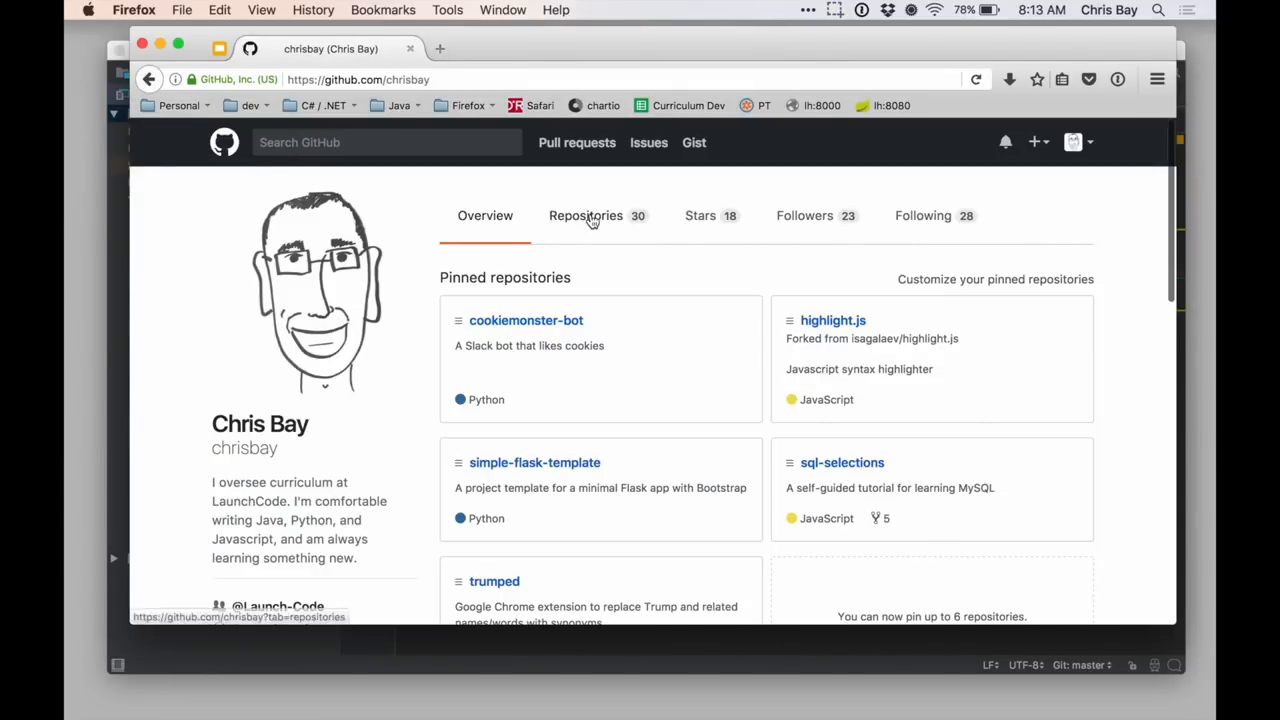 Firefox File Edit View History Bookmarks Tools Window Help 78% 8:13 AM Chris Bay
chrisbay (Chris Bay)
GitHub, Inc. (US) https://github.com/chrisbay
Personal dev C# / .NET Java Firefox Safari chartio Curriculum Dev PT lh:8000 lh:8080
Search GitHub Pull requests Issues Gist
Overview Repositories 30 Stars 18 Followers 23 Following 28
Pinned repositories Customize your pinned repositories
cookiemonster-bot
A Slack bot that likes cookies
Python
highlight.js
Forked from isagalaev/highlight.js
Javascript syntax highlighter
JavaScript
Chris Bay
chrisbay
simple-flask-template
A project template for a minimal Flask app with Bootstrap
Python
sql-selections
A self-guided tutorial for learning MySQL
JavaScript 5
I oversee curriculum at
LaunchCode. I'm comfortable
writing Java, Python, and
Javascript, and am always
learning something new.
@Launch-Code
trumped
Google Chrome extension to replace Trump and related
names/words with synonyms
You can now pin up to 6 repositories.
https://github.com/chrisbay?tab=repositories
LF UTF-8 Git: master